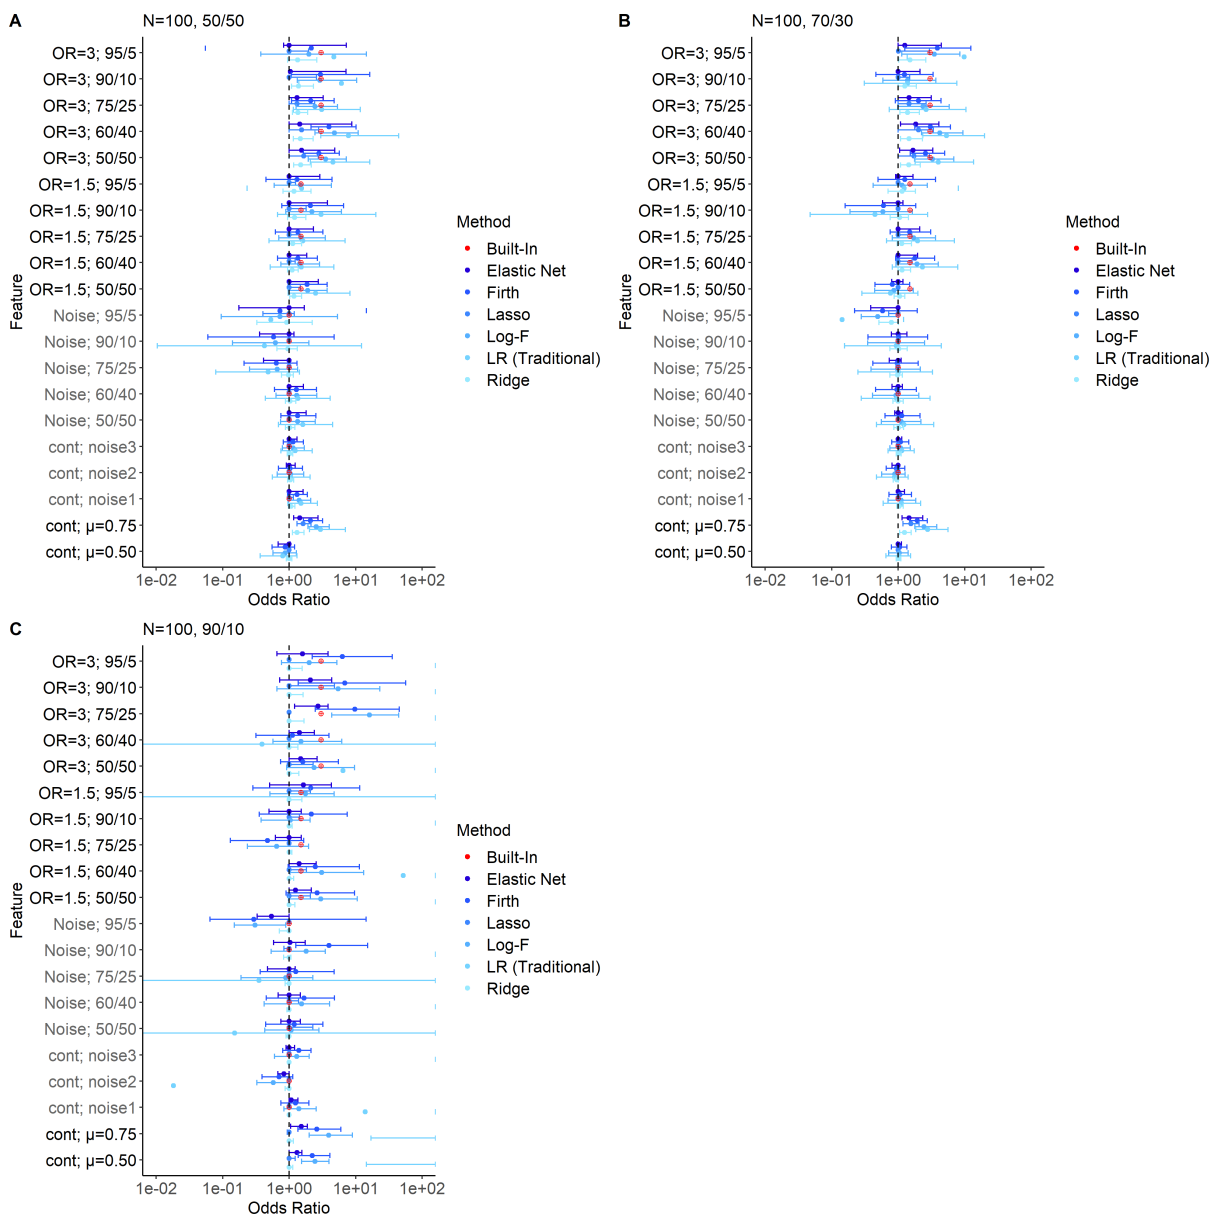 A
N=100, 50/50
Feature
OR=3; 95/5
OR=3; 90/10
OR=3; 75/25
OR=3; 60/40
OR=3; 50/50
OR=1.5; 95/5
OR=1.5; 90/10
OR=1.5; 75/25
OR=1.5; 60/40
OR=1.5; 50/50
Noise; 95/5
Noise; 90/10
Noise; 75/25
Noise; 60/40
Noise; 50/50
cont; noise3
cont; noise2
cont; noise1
cont; μ=0.75
cont; μ=0.50
1e-02 1e-01 1e+00 1e+01 1e+02
Odds Ratio
Method
Built-In
Elastic Net
Firth
Lasso
Log-F
LR (Traditional)
Ridge
B
N=100, 70/30
Feature
OR=3; 95/5
OR=3; 90/10
OR=3; 75/25
OR=3; 60/40
OR=3; 50/50
OR=1.5; 95/5
OR=1.5; 90/10
OR=1.5; 75/25
OR=1.5; 60/40
OR=1.5; 50/50
Noise; 95/5
Noise; 90/10
Noise; 75/25
Noise; 60/40
Noise; 50/50
cont; noise3
cont; noise2
cont; noise1
cont; μ=0.75
cont; μ=0.50
1e-02 1e-01 1e+00 1e+01 1e+02
Odds Ratio
Method
Built-In
Elastic Net
Firth
Lasso
Log-F
LR (Traditional)
Ridge
C
N=100, 90/10
Feature
OR=3; 95/5
OR=3; 90/10
OR=3; 75/25
OR=3; 60/40
OR=3; 50/50
OR=1.5; 95/5
OR=1.5; 90/10
OR=1.5; 75/25
OR=1.5; 60/40
OR=1.5; 50/50
Noise; 95/5
Noise; 90/10
Noise; 75/25
Noise; 60/40
Noise; 50/50
cont; noise3
cont; noise2
cont; noise1
cont; μ=0.75
cont; μ=0.50
1e-02 1e-01 1e+00 1e+01 1e+02
Odds Ratio
Method
Built-In
Elastic Net
Firth
Lasso
Log-F
LR (Traditional)
Ridge